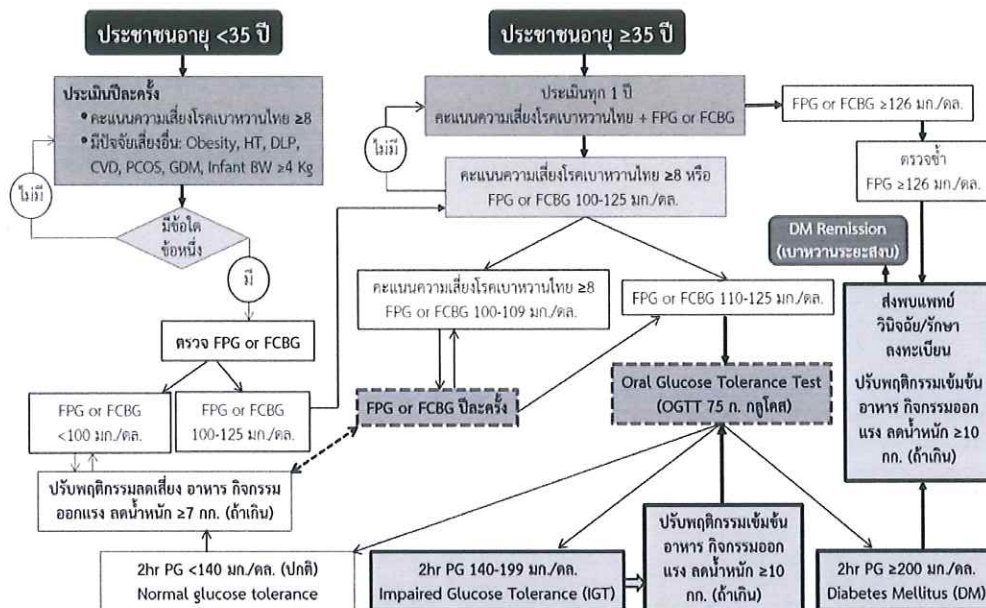 ประชาชนอายุ <35 ปี
ประเมินปีละครั้ง
• คะแนนความเสี่ยงโรคเบาหวานไทย ≥8
• มีปัจจัยเสี่ยงอื่น: Obesity, HT, DLP,
CVD, PCOS, GDM, Infant BW ≥4 Kg
ไม่มี
มีข้อใด
ข้อหนึ่ง
มี
ตรวจ FPG or FCBG
FPG or FCBG
<100 มก./ดล.
FPG or FCBG
100-125 มก./ดล.
ปรับพฤติกรรมลดเสี่ยง อาหาร กิจกรรม
ออกแรง ลดน้ำหนัก ≥7 กก. (ถ้าเกิน)
2hr PG <140 มก./ดล. (ปกติ)
Normal glucose tolerance
ประชาชนอายุ ≥35 ปี
ประเมินทุก 1 ปี
คะแนนความเสี่ยงโรคเบาหวานไทย + FPG or FCBG
ไม่มี
คะแนนความเสี่ยงโรคเบาหวานไทย ≥8 หรือ
FPG or FCBG 100-125 มก./ดล.
คะแนนความเสี่ยงโรคเบาหวานไทย ≥8
FPG or FCBG 100-109 มก./ดล.
FPG or FCBG 110-125 มก./ดล.
FPG or FCBG ปีละครั้ง
Oral Glucose Tolerance Test
(OGTT 75 ก. กลูโคส)
2hr PG 140-199 มก./ดล.
Impaired Glucose Tolerance (IGT)
ปรับพฤติกรรมเข้มข้น
อาหาร กิจกรรมออก
แรง ลดน้ำหนัก ≥10
กก. (ถ้าเกิน)
FPG or FCBG ≥126 มก./ดล.
ตรวจซ้ำ
FPG ≥126 มก./ดล.
DM Remission
(เบาหวานระยะสงบ)
ส่งพบแพทย์
วินิจฉัย/รักษา
ลงทะเบียน
ปรับพฤติกรรมเข้มข้น
อาหาร กิจกรรมออก
แรง ลดน้ำหนัก ≥10
กก. (ถ้าเกิน)
2hr PG ≥200 มก./ดล.
Diabetes Mellitus (DM)